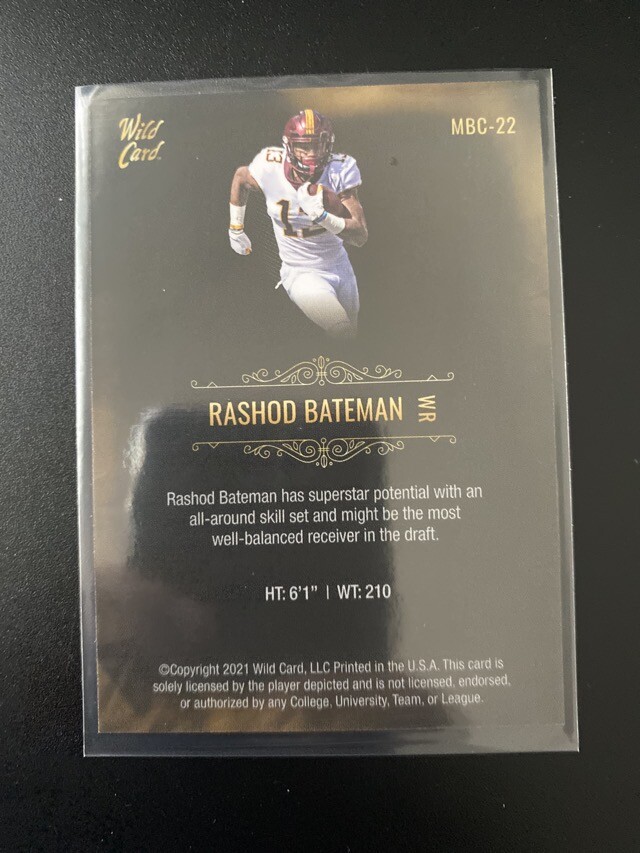 Wild
Card
MBC-22
13
13
RASHOD BATEMAN WR
Rashod Bateman has superstar potential with an
all-around skill set and might be the most
well-balanced receiver in the draft.
HT: 6'1" | WT: 210
©Copyright 2021 Wild Card, LLC Printed in the U.S.A. This card is
solely licensed by the player depicted and is not licensed, endorsed,
or authorized by any College, University, Team, or League.